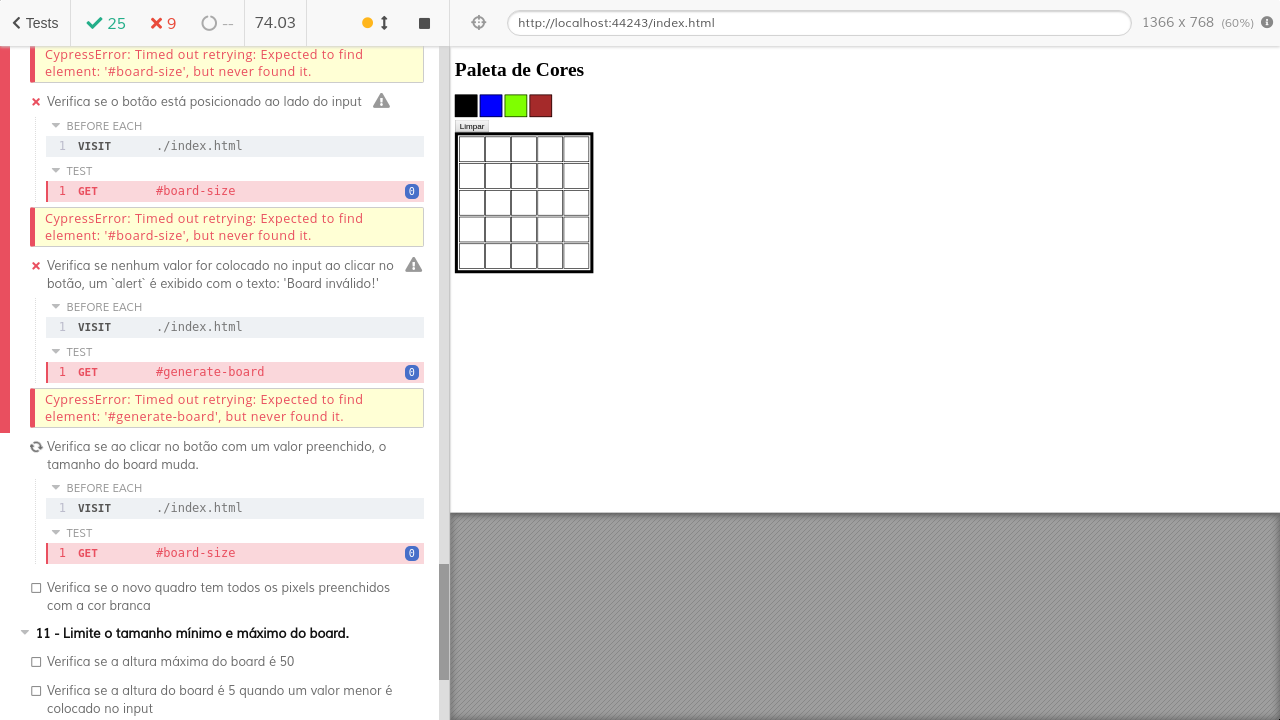 Tests
25
9
--
74.03
http://localhost:44243/index.html
1366 x 768 (60%)
CypressError: Timed out retrying: Expected to find
element: '#board-size', but never found it.
Verifica se o botão está posicionado ao lado do input
BEFORE EACH
1 VISIT ./index.html
TEST
1 GET #board-size 0
CypressError: Timed out retrying: Expected to find
element: '#board-size', but never found it.
Verifica se nenhum valor for colocado no input ao clicar no
botão, um `alert` é exibido com o texto: 'Board inválido!'
BEFORE EACH
1 VISIT ./index.html
TEST
1 GET #generate-board 0
CypressError: Timed out retrying: Expected to find
element: '#generate-board', but never found it.
Verifica se ao clicar no botão com um valor preenchido, o
tamanho do board muda.
BEFORE EACH
1 VISIT ./index.html
TEST
1 GET #board-size 0
Verifica se o novo quadro tem todos os pixels preenchidos
com a cor branca
11 - Limite o tamanho mínimo e máximo do board.
Verifica se a altura máxima do board é 50
Verifica se a altura do board é 5 quando um valor menor é
colocado no input
Paleta de Cores
Limpar